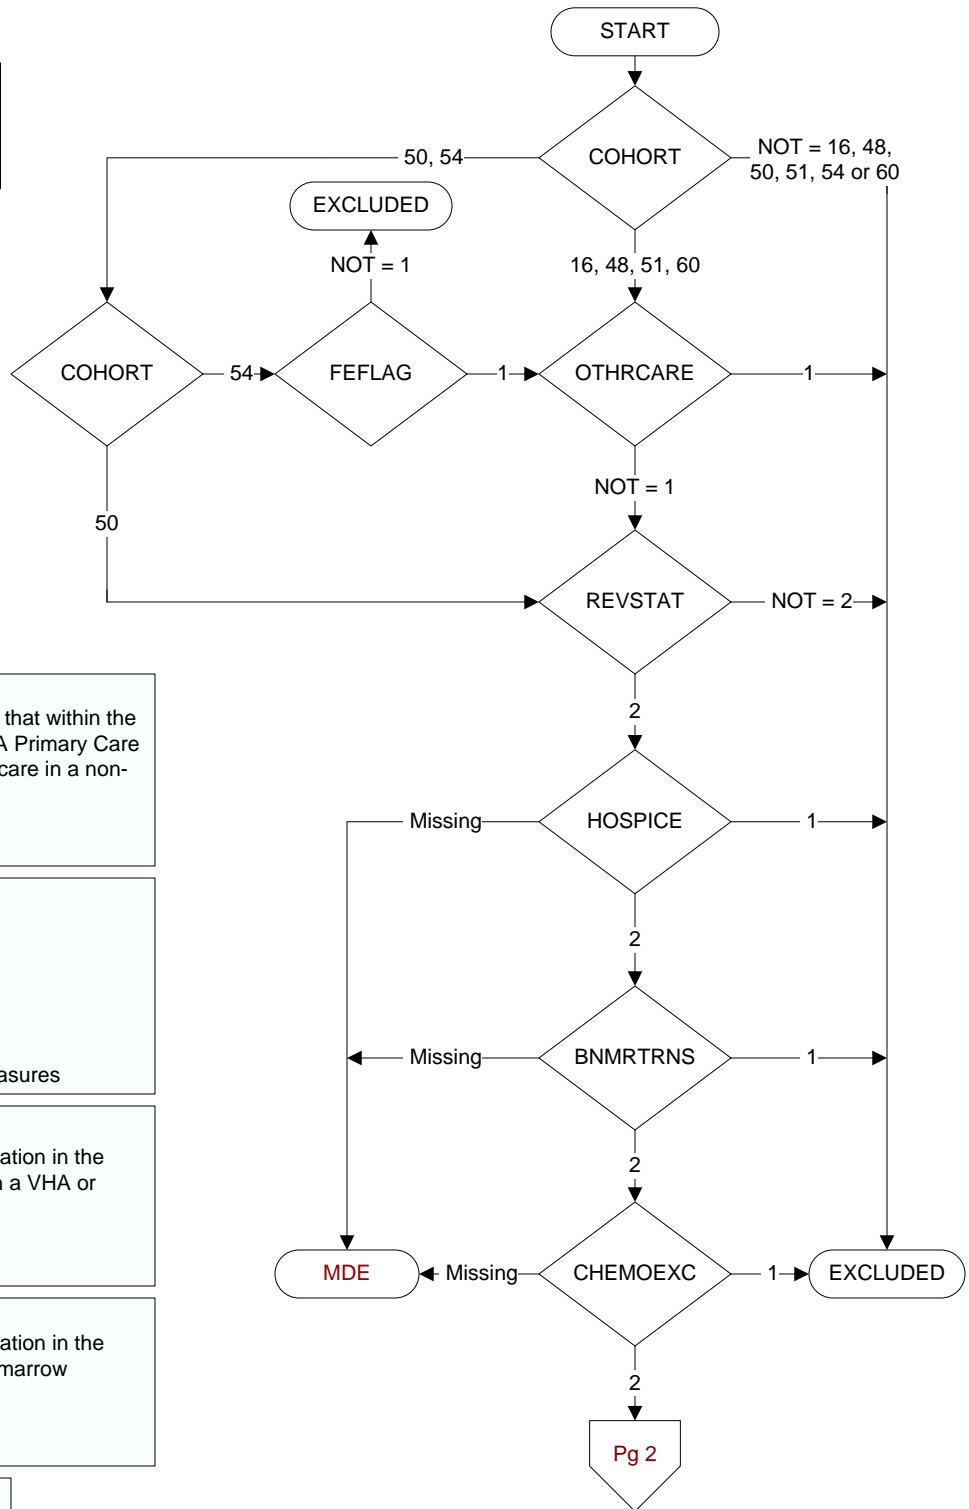 START
COHORT
50, 54
NOT = 16, 48,
50, 51, 54 or 60
EXCLUDED
NOT = 1
16, 48, 51, 60
COHORT
54
FEFLAG
1
OTHRCARE
1
NOT = 1
50
REVSTAT
NOT = 2
2
that within the
A Primary Care
care in a non-
Missing
HOSPICE
1
2
asures
Missing
BNMRTRNS
1
2
ation in the
a VHA or
MDE
Missing
CHEMOEXC
1
EXCLUDED
ation in the
marrow
2
Pg 2